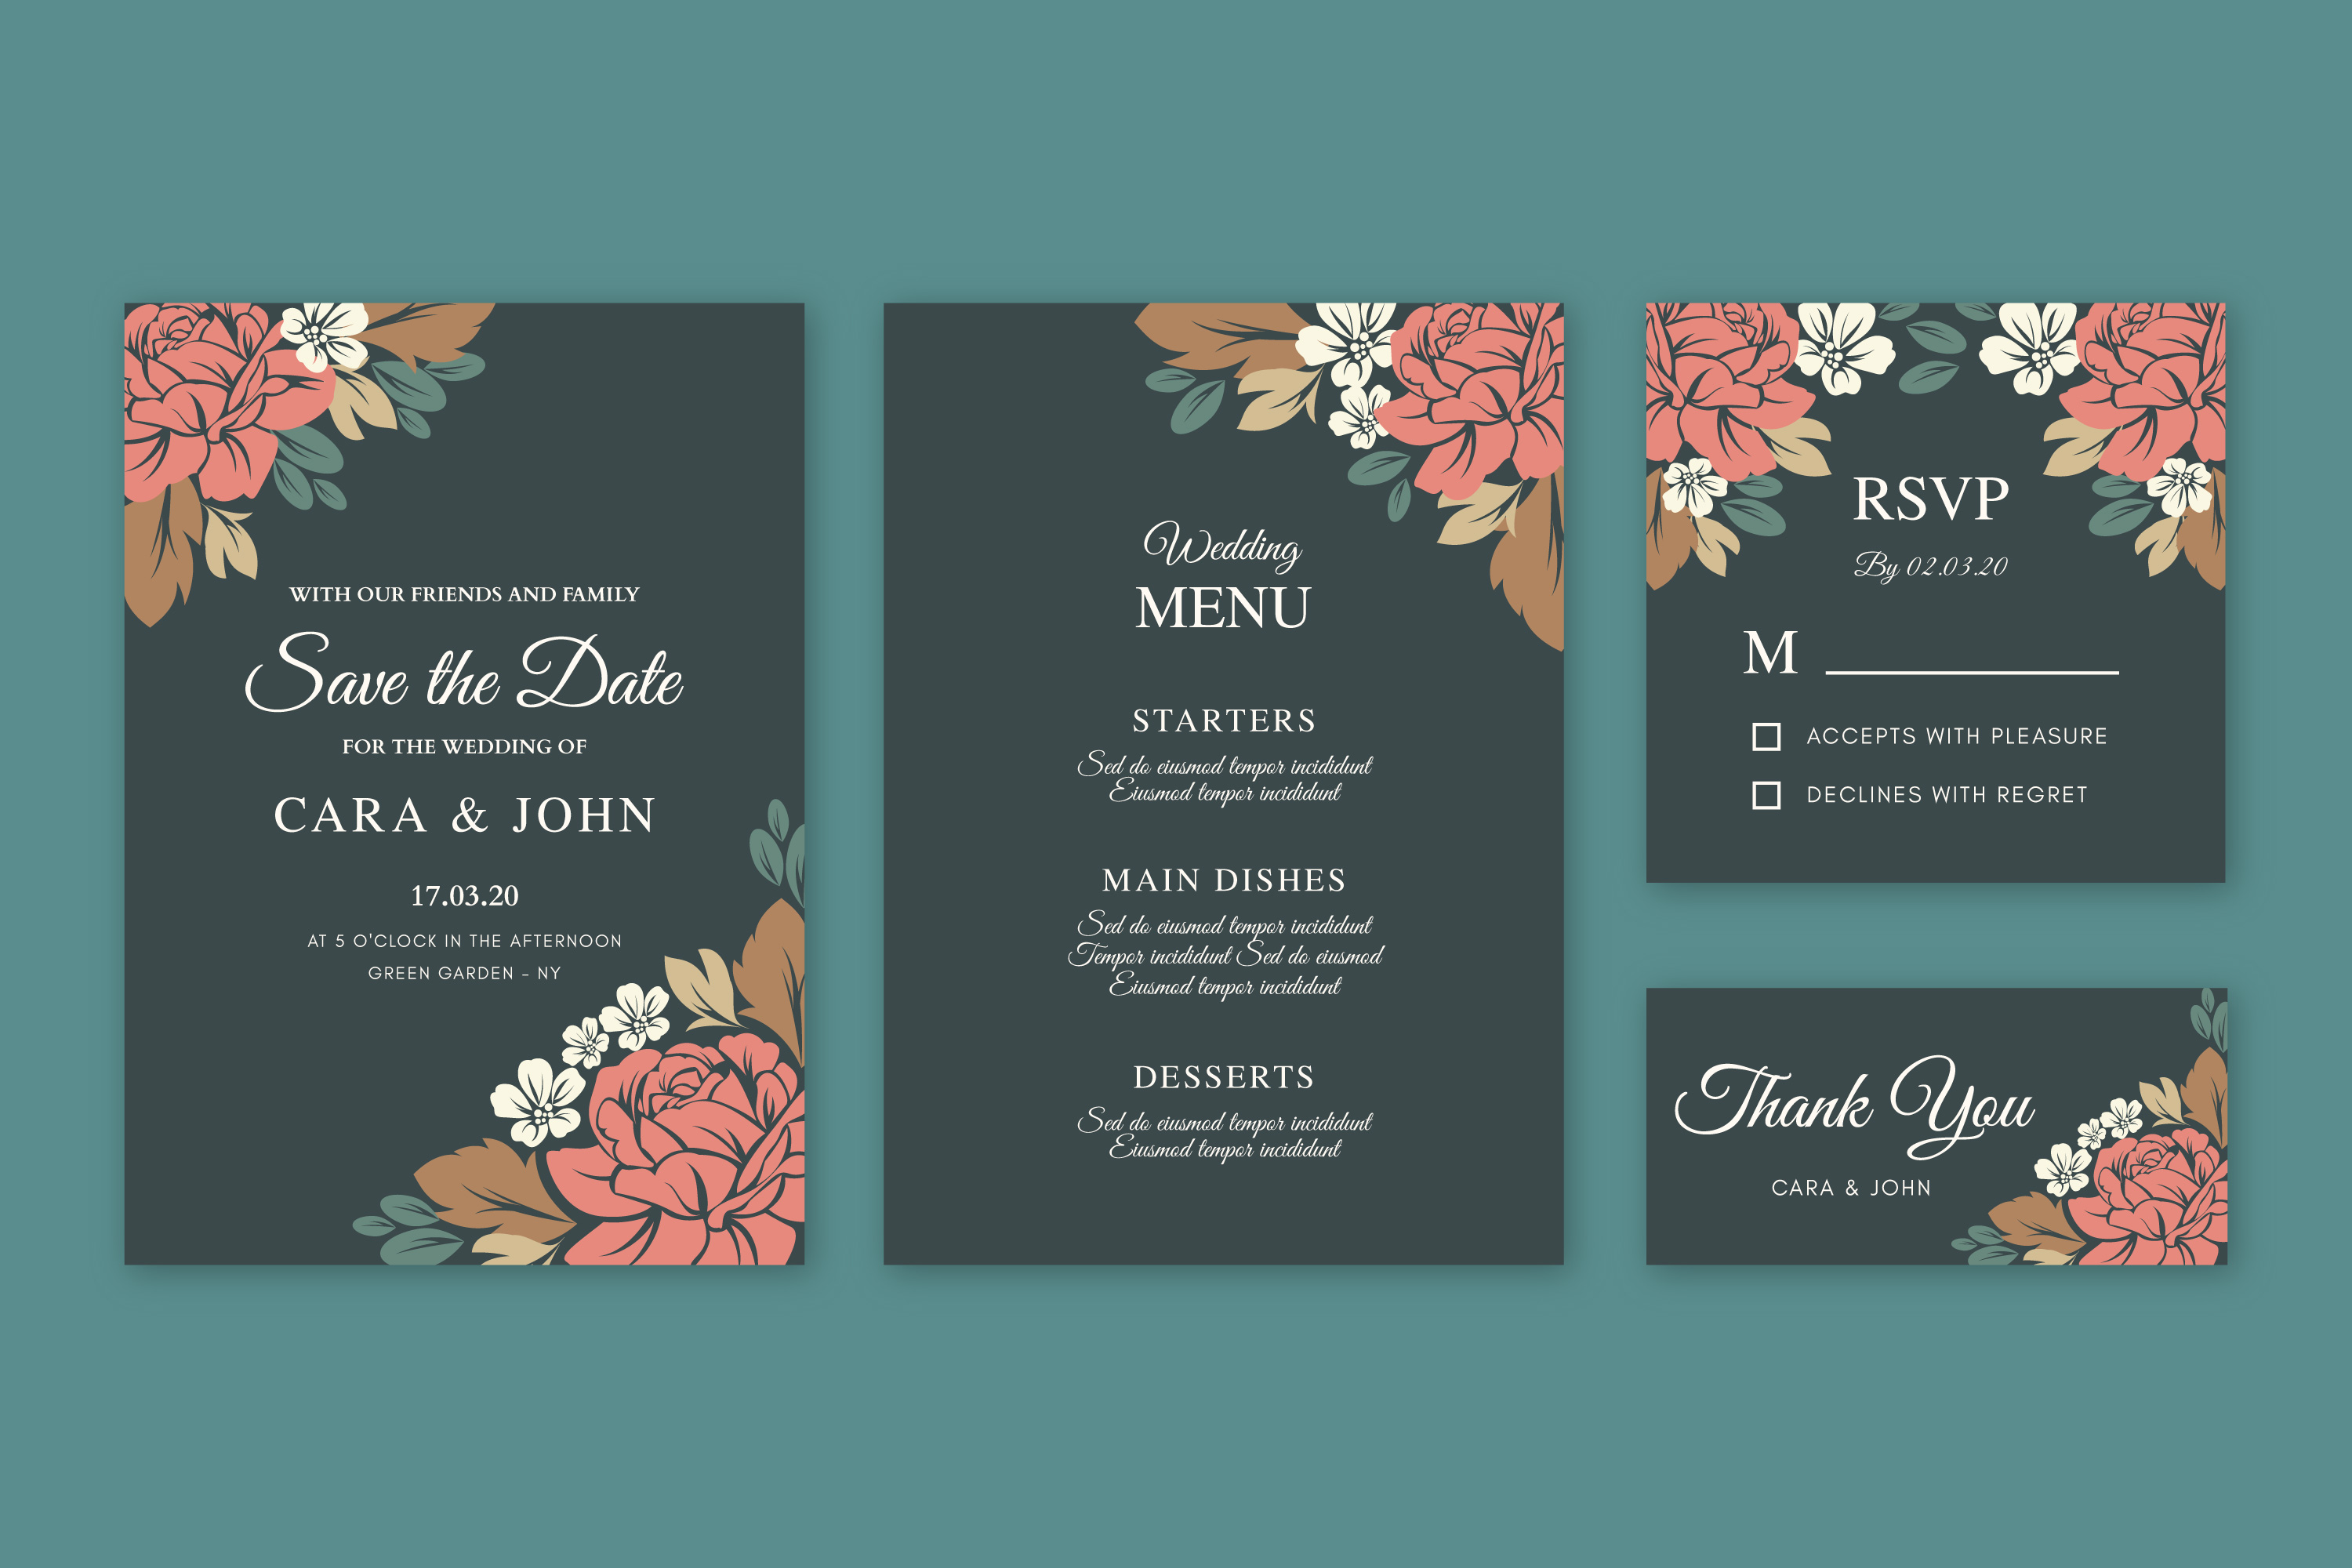 WITH OUR FRIENDS AND FAMILY
Save the Date
FOR THE WEDDING OF
CARA & JOHN
17.03.20
AT 5 O'CLOCK IN THE AFTERNOON
GREEN GARDEN - NY
Wedding
MENU
STARTERS
Sed do eiusmod tempor incididunt
Eiusmod tempor incididunt
MAIN DISHES
Sed do eiusmod tempor incididunt
Tempor incididunt Sed do eiusmod
Eiusmod tempor incididunt
DESSERTS
Sed do eiusmod tempor incididunt
Eiusmod tempor incididunt
RSVP
By 02.03.20
M
ACCEPTS WITH PLEASURE
DECLINES WITH REGRET
Thank You
CARA & JOHN